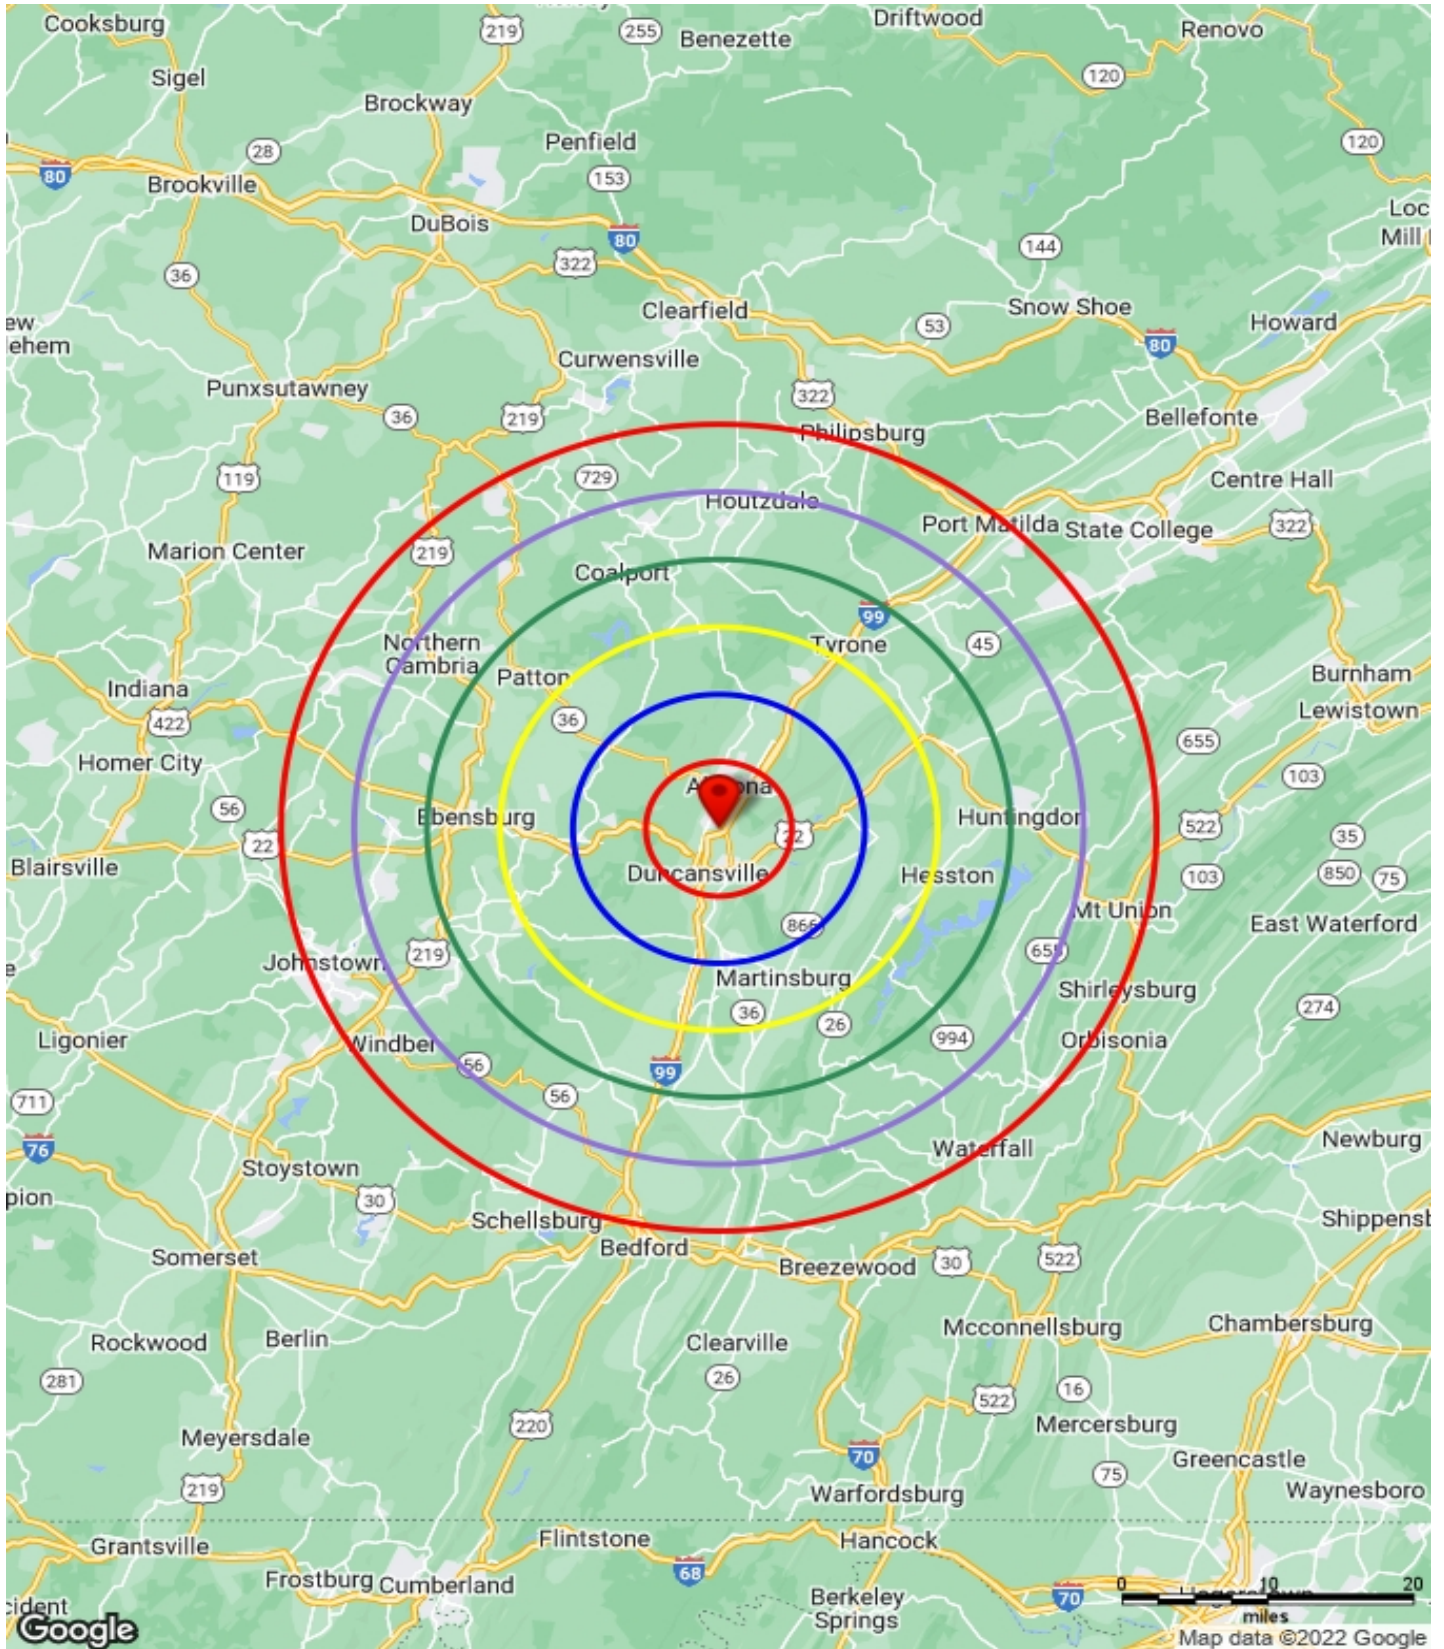 Cooksburg
219
255
Benezette
Driftwood
Renovo
Sigel
120
Brockway
Penfield
28
120
80
Brookville
153
DuBois
80
144
322
36
Clearfield
53
Snow Shoe
Howard
80
Curwensville
Punxsutawney
36
219
322
Bellefonte
Philipsburg
119
729
Houtzdale
Centre Hall
Port Matilda
State College
322
Marion Center
219
Coalport
99
Northern
Cambria
Tyrone
45
Patton
Burnham
Indiana
422
36
Lewistown
655
Homer City
103
56
Ebensburg
22
Huntingdon
522
35
22
Blairsville
Duncansville
Hesston
103
850
75
Mt Union
866
East Waterford
219
655
Johnstown
Martinsburg
Shirleysburg
36
26
274
Ligonier
Windber
994
Orbisonia
56
99
711
56
76
Waterfall
Newburg
Stoystown
30
Schellsburg
Somerset
Bedford
Breezewood
30
522
Rockwood
Berlin
Clearville
Mcconnellsburg
Chambersburg
281
26
522
16
220
Mercersburg
Meyersdale
70
Greencastle
75
219
Warfordsburg
Waynesboro
Grantsville
Flintstone
Hancock
68
Frostburg
Cumberland
Berkeley
Springs
70
0 10 20
miles
Google
Map data ©2022 Google